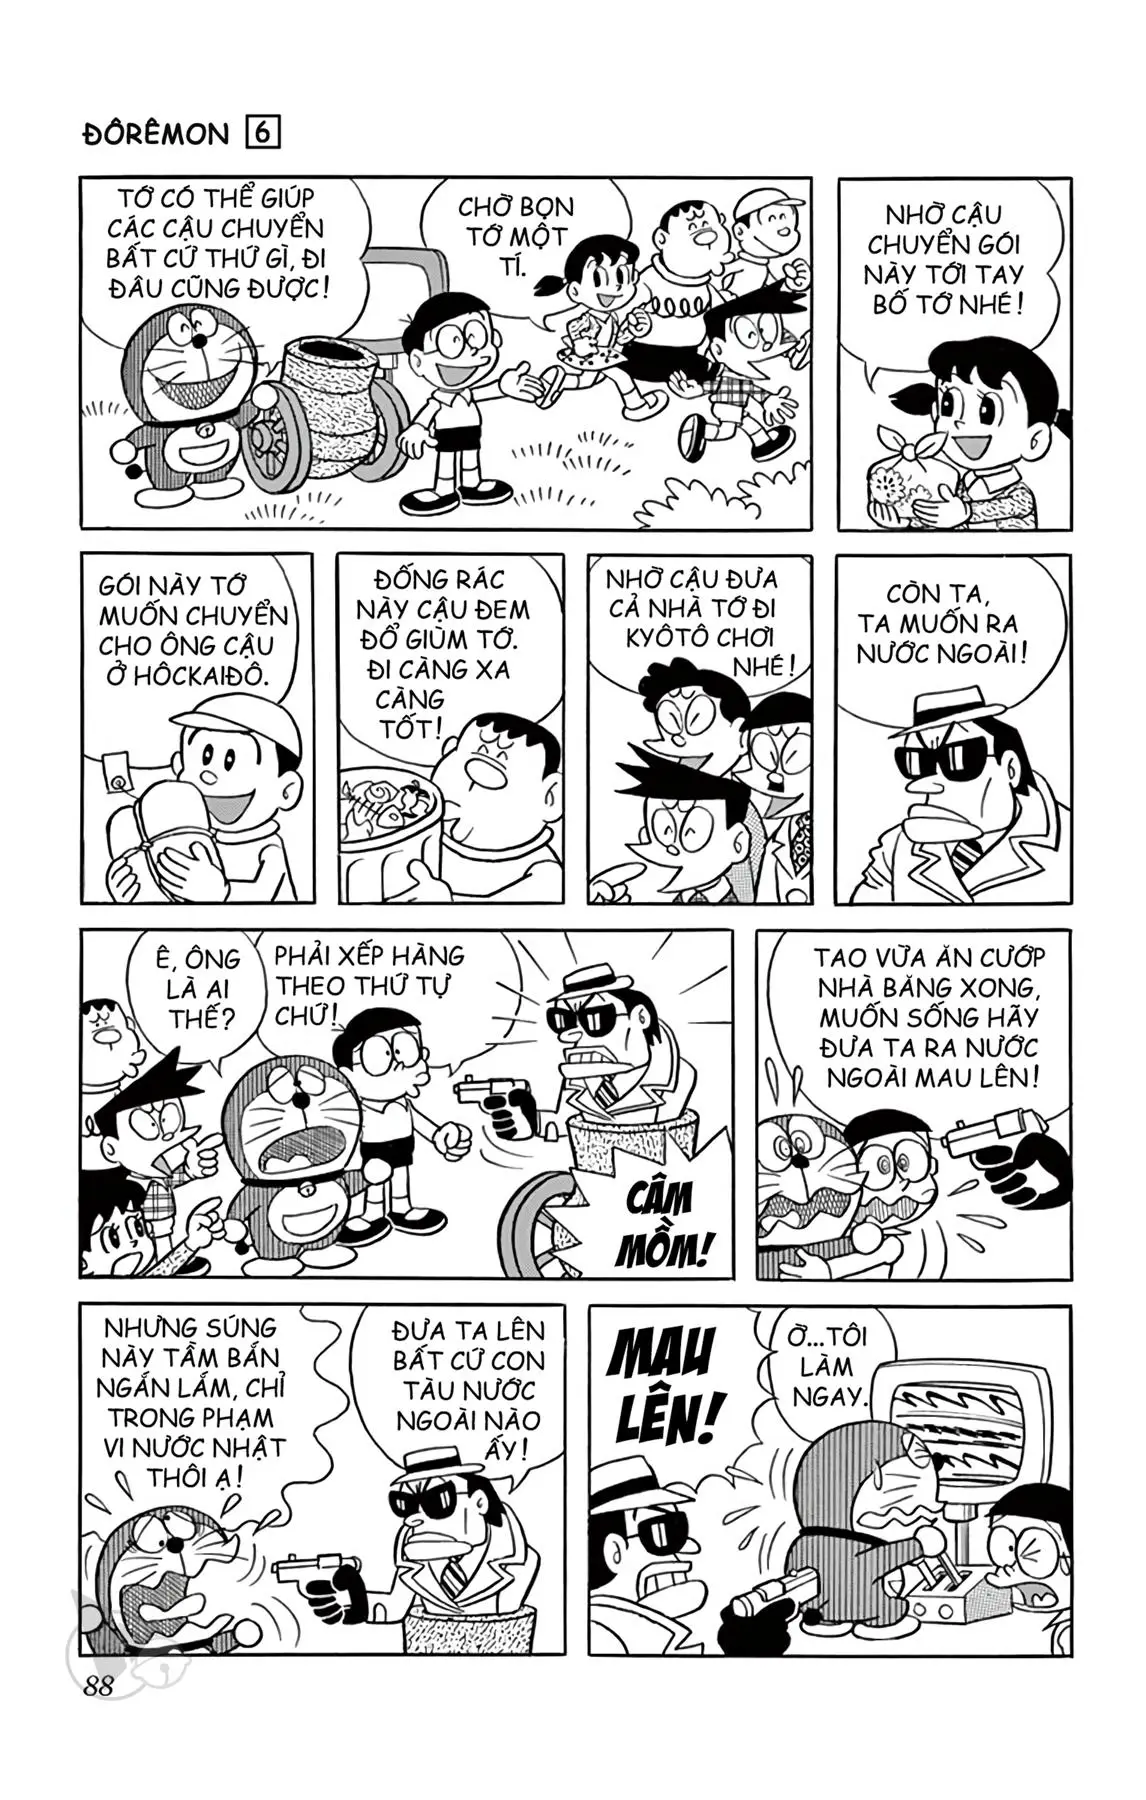 ĐÔRÊMON 6
TỚ CÓ THỂ GIÚP
CÁC CẬU CHUYỂN
BẤT CỨ THỨ GÌ, ĐI
ĐÂU CŨNG ĐƯỢC!
CHỜ BỌN
TỚ MỘT
TÍ.
NHỜ CẬU
CHUYỂN GÓI
NÀY TỚI TAY
BỐ TỚ NHÉ!
GÓI NÀY TỚ
MUỐN CHUYỂN
CHO ÔNG CẬU
Ở HÔCKAIĐÔ.
ĐỐNG RÁC
NÀY CẬU ĐEM
ĐỔ GIÙM TỚ.
ĐI CÀNG XA
CÀNG
TỐT!
NHỜ CẬU ĐƯA
CẢ NHÀ TỚ ĐI
KYÔTÔ CHƠI
NHÉ!
CÒN TA,
TA MUỐN RA
NƯỚC NGOÀI!
Ê, ÔNG
LÀ AI
THẾ?
PHẢI XẾP HÀNG
THEO THỨ TỰ
CHỨ!
CÂM
MỒM!
TAO VỪA ĂN CƯỚP
NHÀ BĂNG XONG,
MUỐN SỐNG HÃY
ĐƯA TA RA NƯỚC
NGOÀI MAU LÊN!
NHƯNG SÚNG
NÀY TẦM BẮN
NGẮN LẮM, CHỈ
TRONG PHẠM
VI NƯỚC NHẬT
THÔI Ạ!
ĐƯA TA LÊN
BẤT CỨ CON
TÀU NƯỚC
NGOÀI NÀO
ẤY!
MAU
LÊN!
Ờ...TÔI
LÀM
NGAY.
88